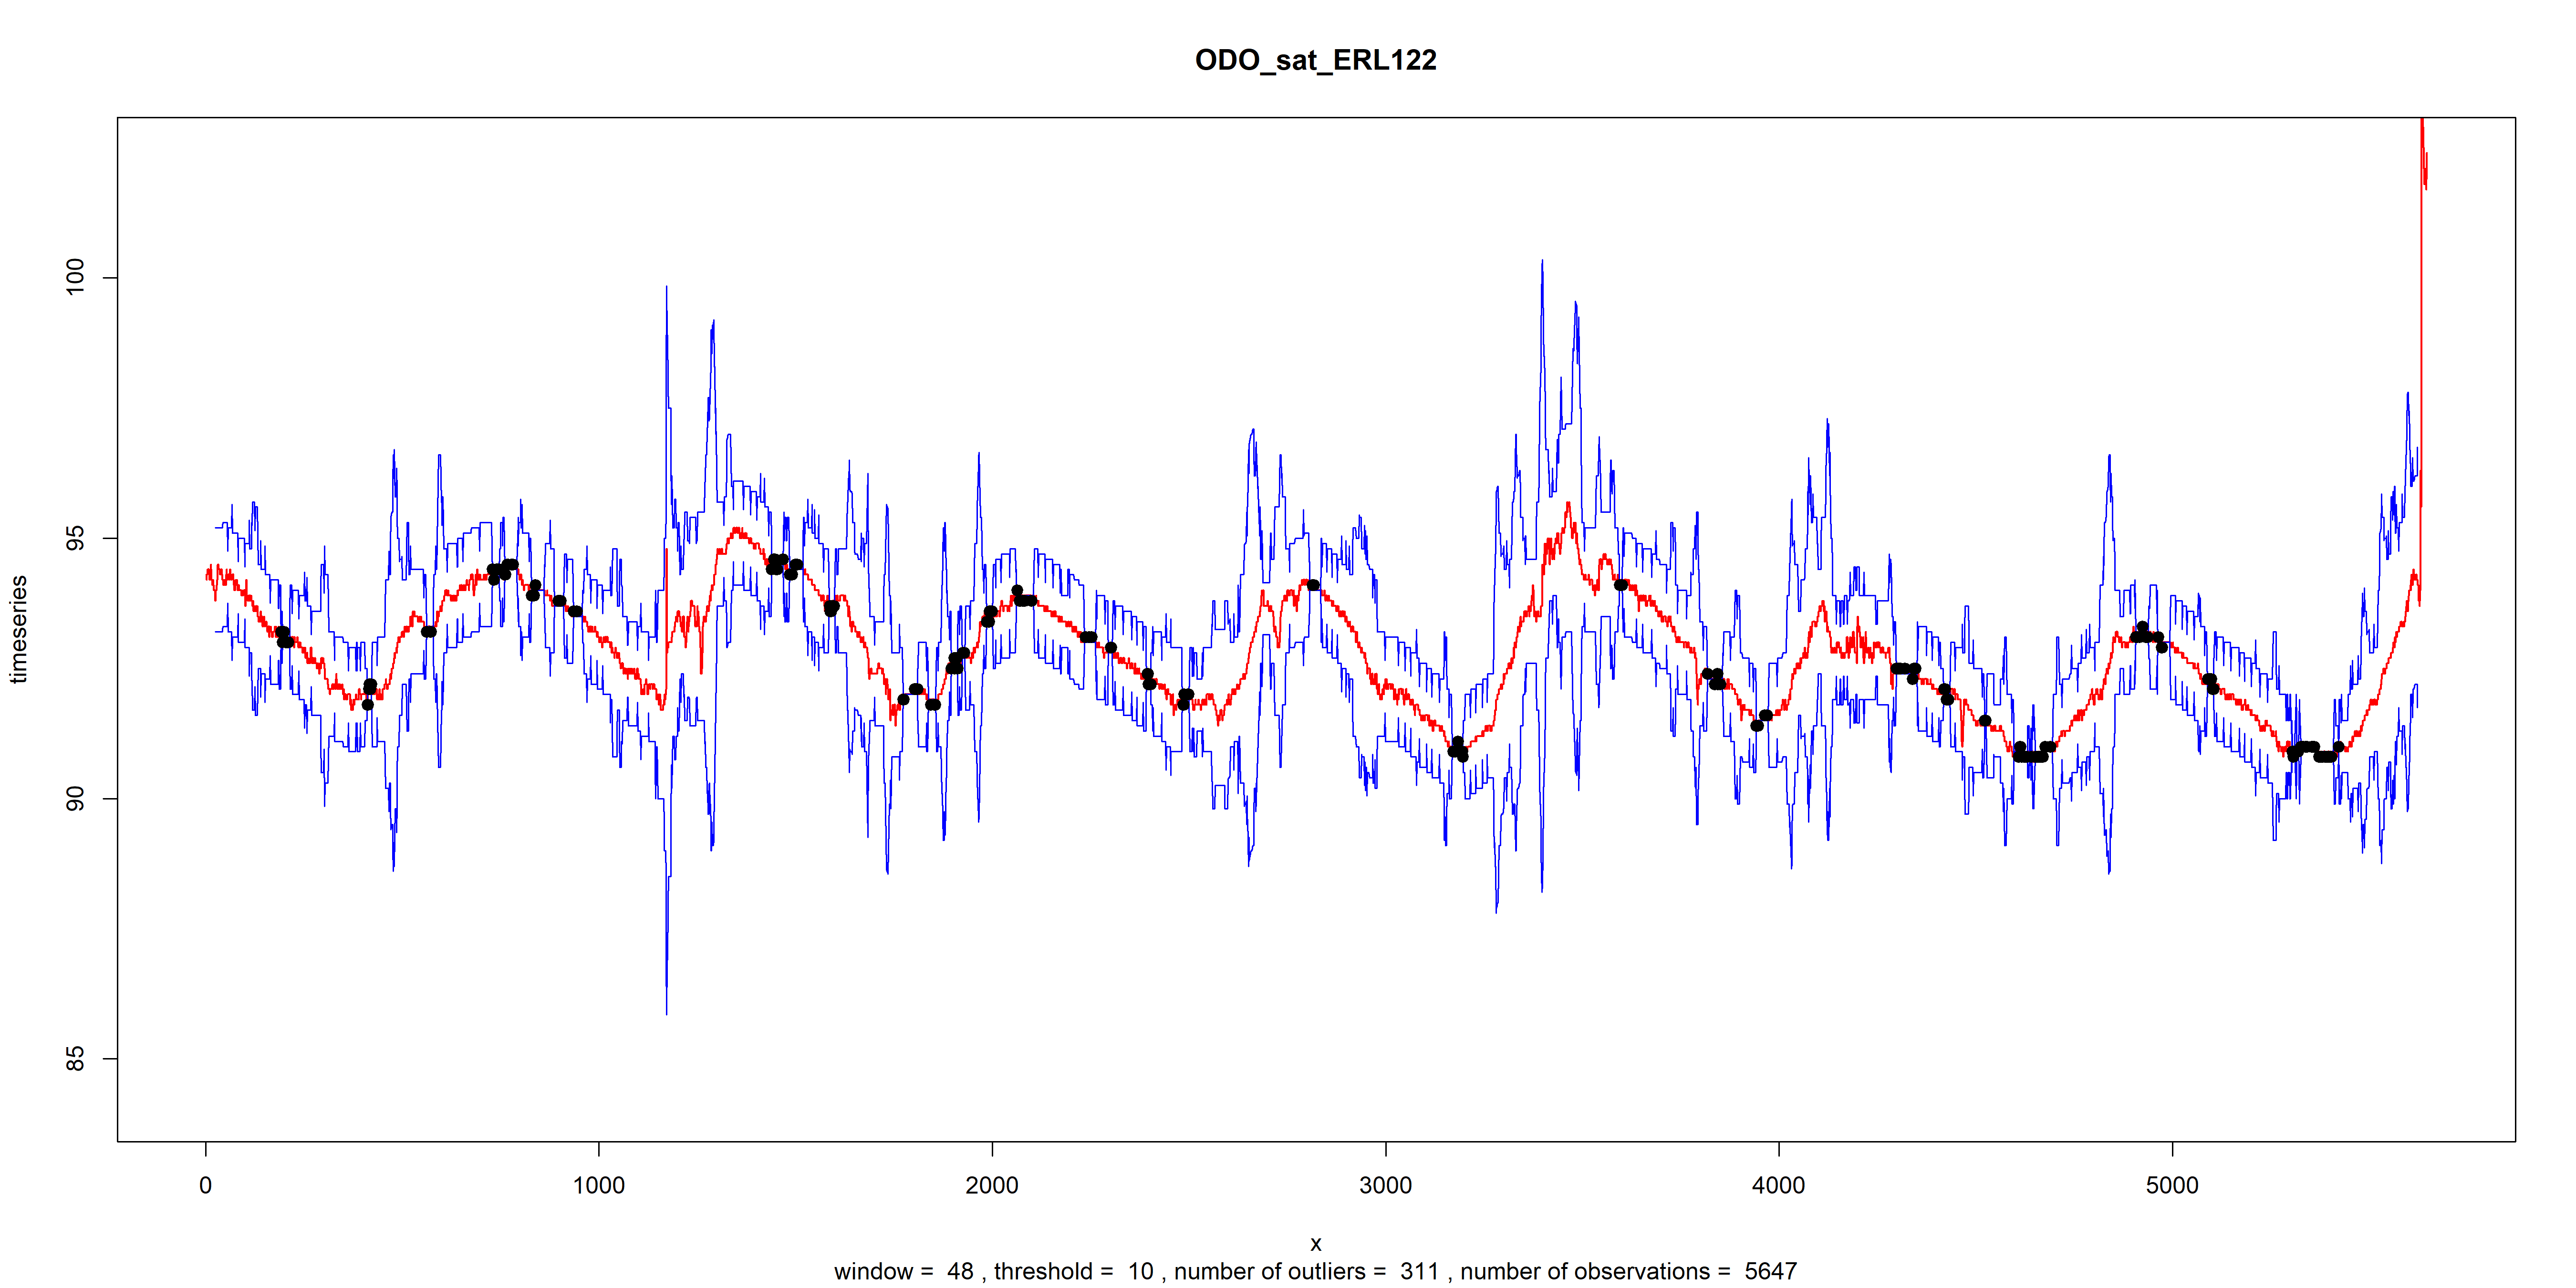 ODO_sat_ERL122
timeseries
100
95
90
85
0 1000 2000 3000 4000 5000
x
window =  48 , threshold =  10 , number of outliers =  311 , number of observations =  5647